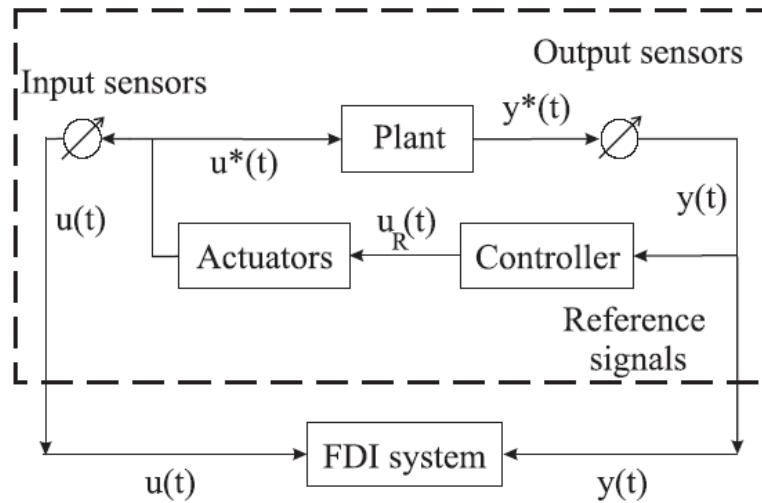 Output sensors
Input sensors
y*(t)
Plant
u*(t)
y(t)
u(t)
u_R(t)
Actuators
Controller
Reference
signals
FDI system
u(t)
y(t)